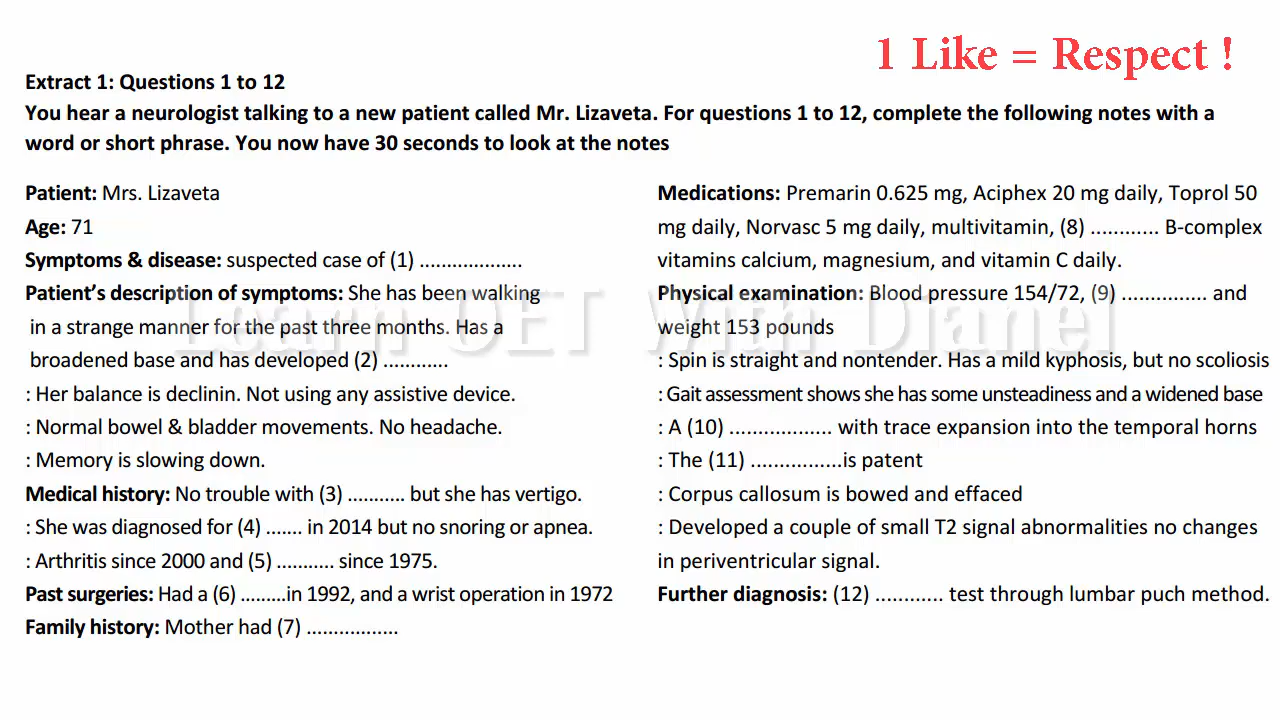 1 Like = Respect !
Extract 1: Questions 1 to 12
You hear a neurologist talking to a new patient called Mr. Lizaveta. For questions 1 to 12, complete the following notes with a
word or short phrase. You now have 30 seconds to look at the notes
Patient: Mrs. Lizaveta
Age: 71
Symptoms & disease: suspected case of (1) ...................
Patient’s description of symptoms: She has been walking
in a strange manner for the past three months. Has a
broadened base and has developed (2) ............
: Her balance is declinin. Not using any assistive device.
: Normal bowel & bladder movements. No headache.
: Memory is slowing down.
Medical history: No trouble with (3) ........... but she has vertigo.
: She was diagnosed for (4) ....... in 2014 but no snoring or apnea.
: Arthritis since 2000 and (5) ........... since 1975.
Past surgeries: Had a (6) .........in 1992, and a wrist operation in 1972
Family history: Mother had (7) .................
Medications: Premarin 0.625 mg, Aciphex 20 mg daily, Toprol 50
mg daily, Norvasc 5 mg daily, multivitamin, (8) ............ B-complex
vitamins calcium, magnesium, and vitamin C daily.
Physical examination: Blood pressure 154/72, (9) ............... and
weight 153 pounds
: Spin is straight and nontender. Has a mild kyphosis, but no scoliosis
: Gait assessment shows she has some unsteadiness and a widened base
: A (10) .................. with trace expansion into the temporal horns
: The (11) ................is patent
: Corpus callosum is bowed and effaced
: Developed a couple of small T2 signal abnormalities no changes
in periventricular signal.
Further diagnosis: (12) ............ test through lumbar puch method.
Learn OET With Dianel